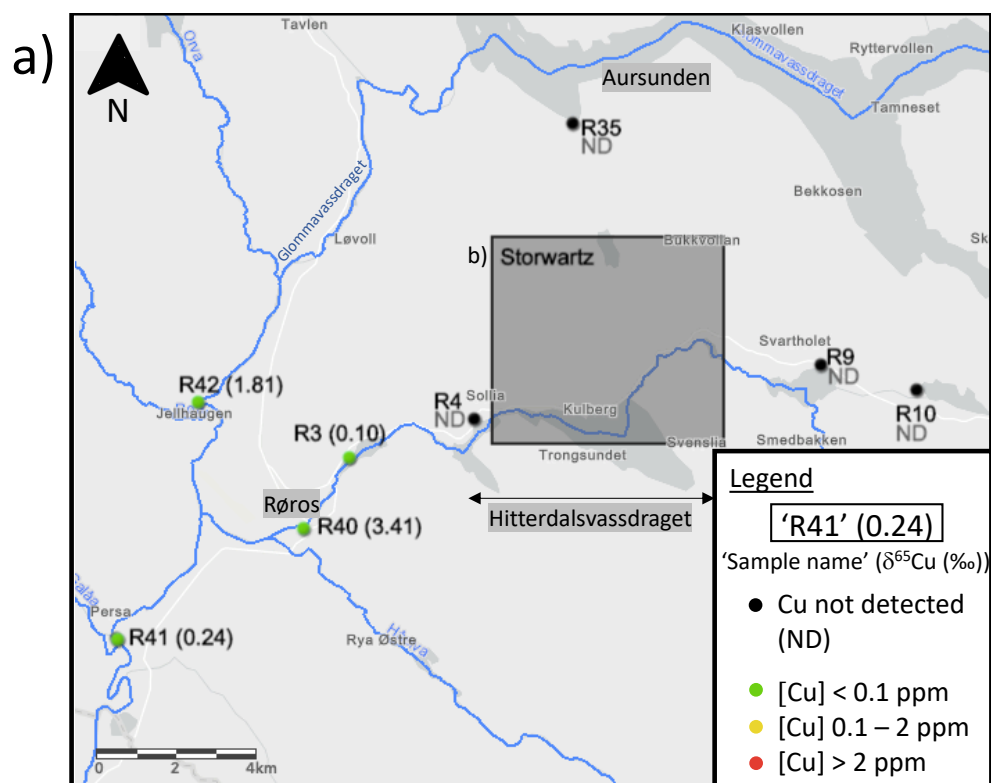 a)
N
Orva
Tavlen
Klasvollen
Ryttervollen
Glommavassdraget
Aursunden
Tamneset
R35
ND
Bekkosen
Glommavassdraget
Løvoll
b)
Storwartz
Bukkvollan
Sk
Svartholet
R9
ND
R42 (1.81)
Jellhaugen
R4
ND
Sollia
Kulberg
R10
ND
R3 (0.10)
Trongsundet
Svenslia
Smedbakken
Røros
R40 (3.41)
Hitterdalsvassdraget
Persa
R41 (0.24)
Rya Østre
0
2
4km
Legend
'R41' (0.24)
'Sample name' (δ⁶⁵Cu (‰))
Cu not detected
(ND)
[Cu] < 0.1 ppm
[Cu] 0.1 – 2 ppm
[Cu] > 2 ppm